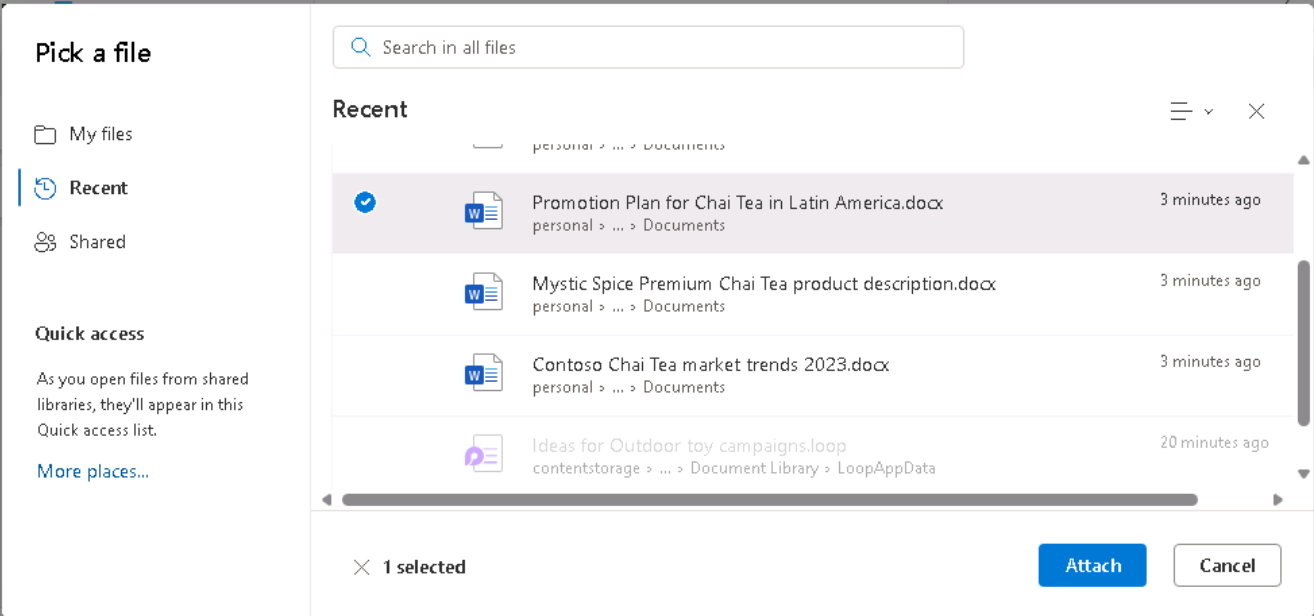 Pick a file
Search in all files
My files
Recent
Shared
Quick access
As you open files from shared
libraries, they'll appear in this
Quick access list.
More places...
Recent
personal › ... › Documents
Promotion Plan for Chai Tea in Latin America.docx
3 minutes ago
personal › ... › Documents
Mystic Spice Premium Chai Tea product description.docx
3 minutes ago
personal › ... › Documents
Contoso Chai Tea market trends 2023.docx
3 minutes ago
personal › ... › Documents
Ideas for Outdoor toy campaigns.loop
20 minutes ago
contentstorage › ... › Document Library › LoopAppData
1 selected
Attach
Cancel